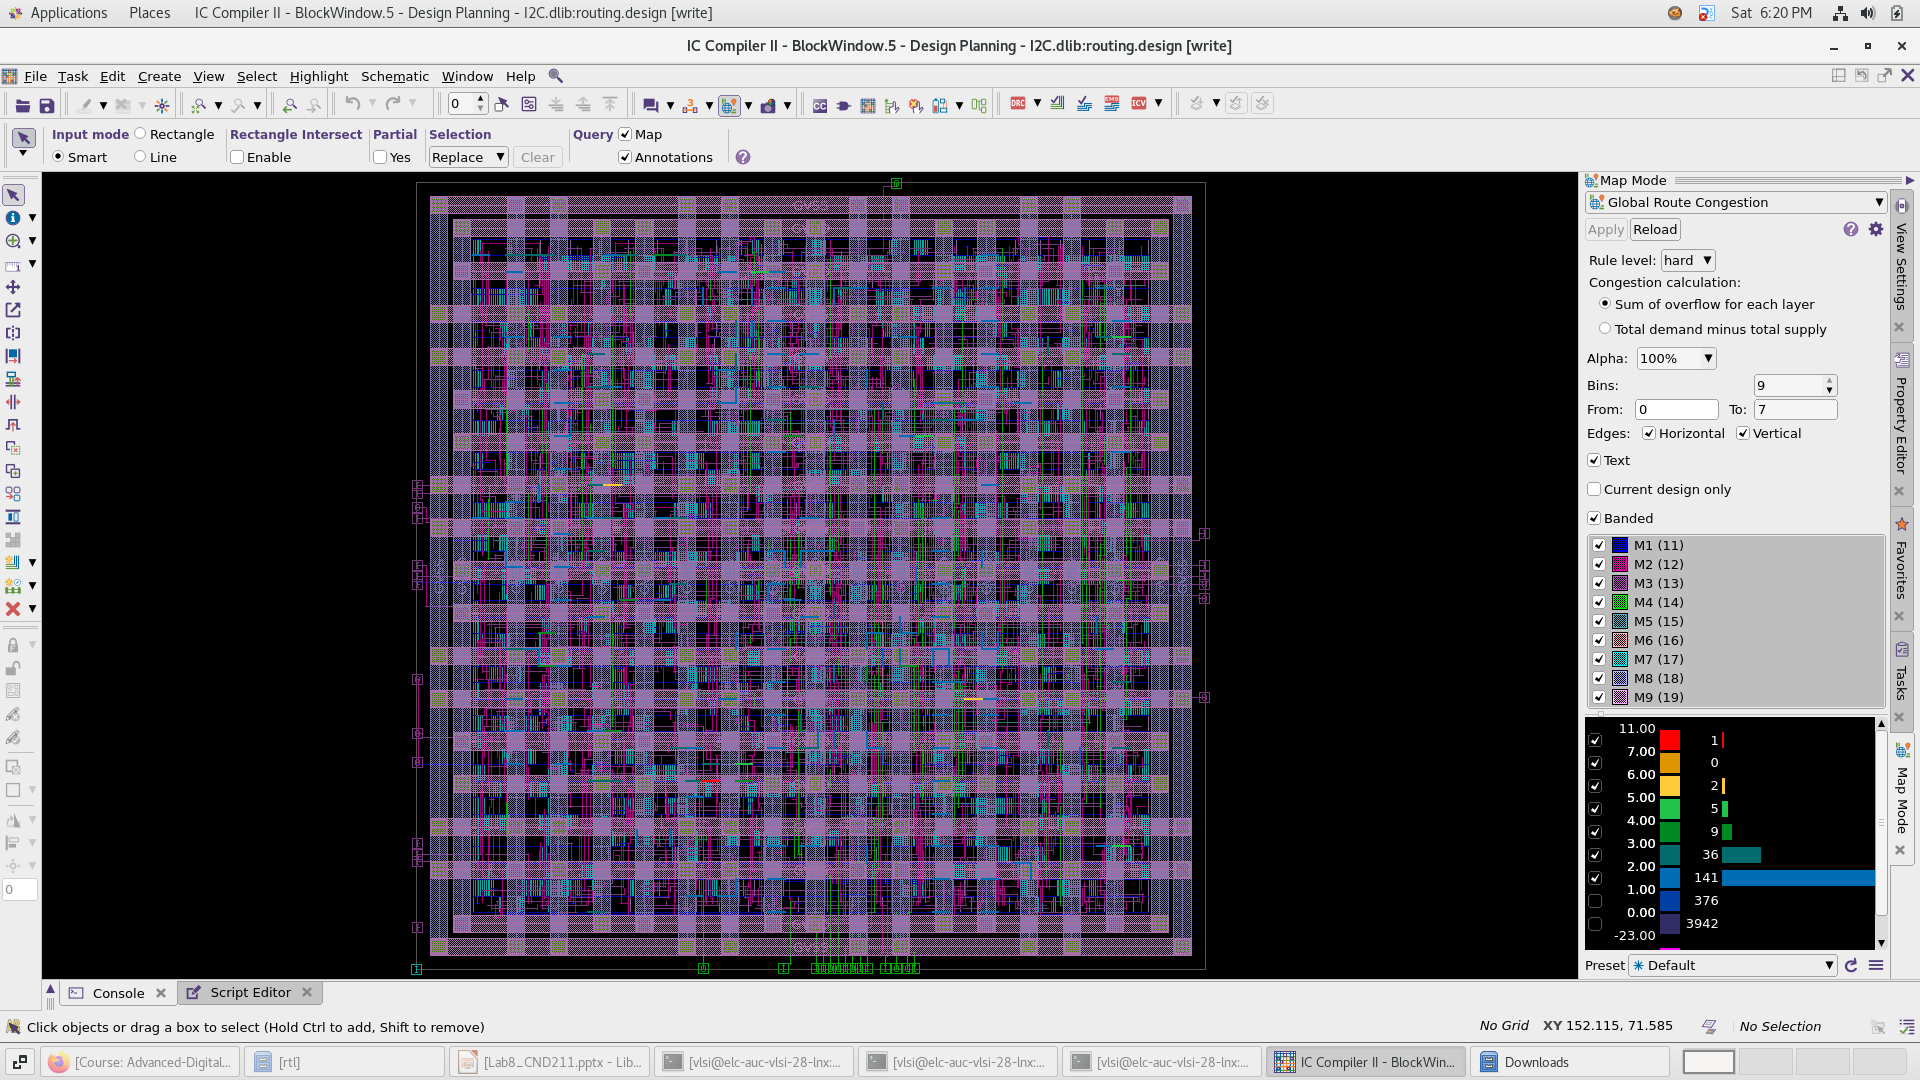 Applications Places IC Compiler II - BlockWindow.5 - Design Planning - I2C.dlib:routing.design [write] Sat 6:20 PM
IC Compiler II - BlockWindow.5 - Design Planning - I2C.dlib:routing.design [write]
File Task Edit Create View Select Highlight Schematic Window Help
0
DRC
ICV
Input mode Rectangle Rectangle Intersect Partial Selection Query Map
Smart Line Enable Yes Replace Clear Annotations
GVSS
GVSS
Map Mode
Global Route Congestion
Apply Reload
Rule level: hard
Congestion calculation:
Sum of overflow for each layer
Total demand minus total supply
Alpha: 100%
Bins: 9
From: 0 To: 7
Edges: Horizontal Vertical
Text
Current design only
Banded
M1 (11)
M2 (12)
M3 (13)
M4 (14)
M5 (15)
M6 (16)
M7 (17)
M8 (18)
M9 (19)
11.00
1
7.00
0
6.00
2
5.00
5
4.00
9
3.00
36
2.00
141
1.00
376
0.00
3942
-23.00
Preset Default
View Settings
Property Editor
Favorites
Tasks
Map Mode
0
Console Script Editor
Click objects or drag a box to select (Hold Ctrl to add, Shift to remove) No Grid XY 152.115, 71.585 No Selection
[Course: Advanced-Digital... [rtl] [Lab8_CND211.pptx - Lib... [vlsi@elc-auc-vlsi-28-lnx:... [vlsi@elc-auc-vlsi-28-lnx:... [vlsi@elc-auc-vlsi-28-lnx:... IC Compiler II - BlockWin... Downloads